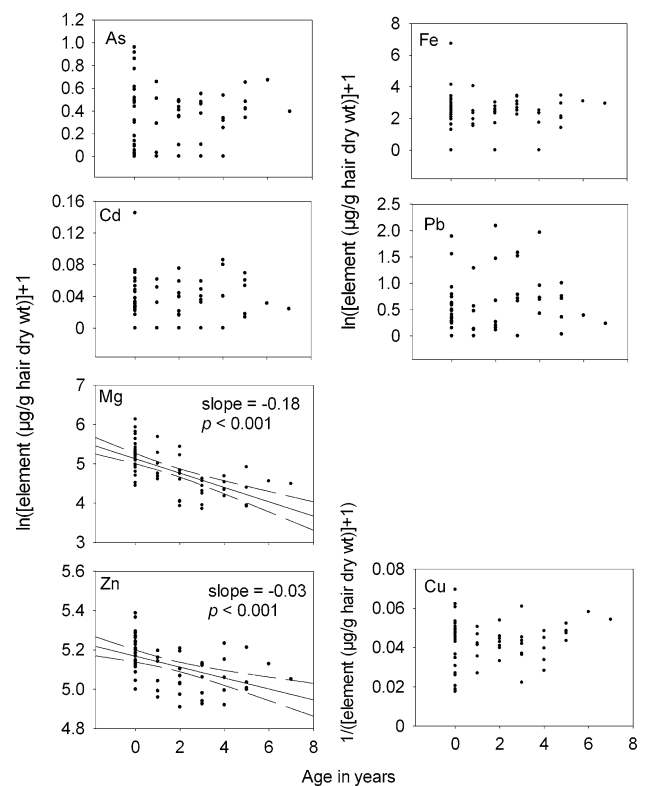 As
1.2
1.0
0.8
0.6
0.4
0.2
0
Fe
8
6
4
2
0
Cd
0.16
0.12
0.08
0.04
0
Pb
2.5
2.0
1.5
1.0
0.5
0
Mg
7
6
5
4
3
slope = -0.18
p < 0.001
Zn
5.6
5.4
5.2
5.0
4.8
slope = -0.03
p < 0.001
0 2 4 6 8
Cu
0.08
0.06
0.04
0.02
0
0 2 4 6 8
ln([element (µg/g hair dry wt)]+1
ln([element (µg/g hair dry wt)]+1
1/([element (µg/g hair dry wt)]+1)
Age in years